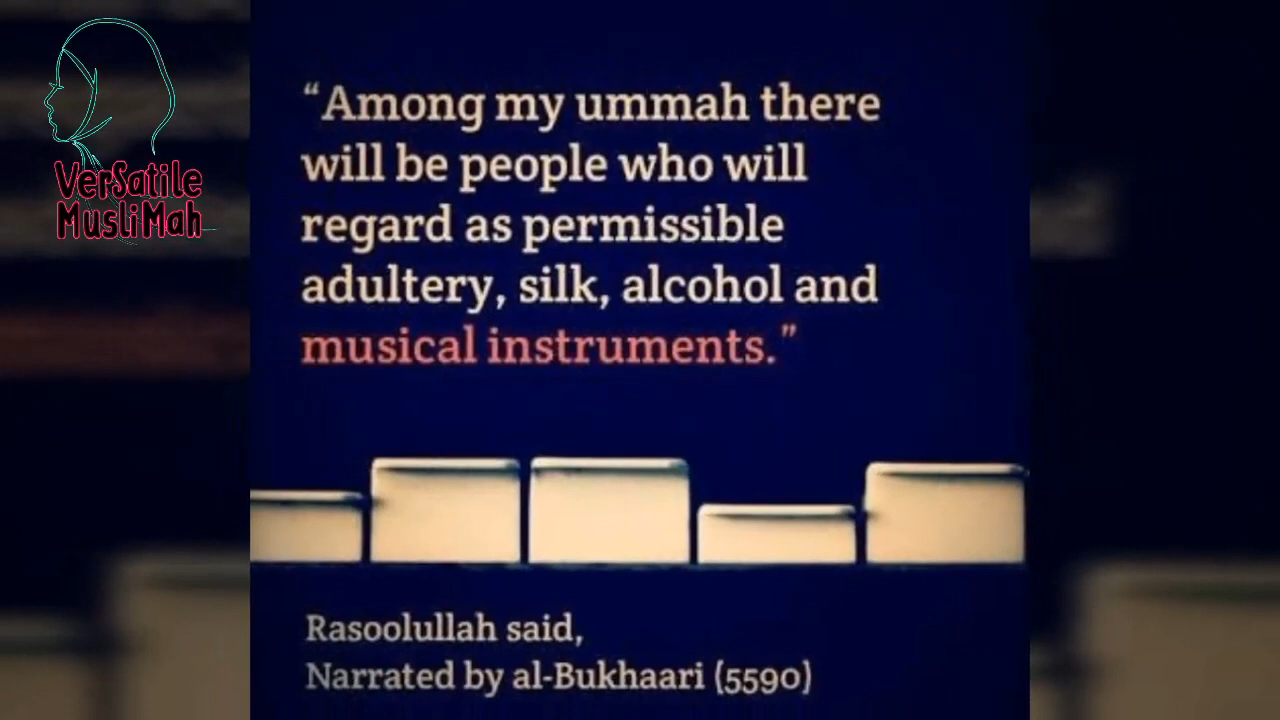 VerSatile
MusliMah
“Among my ummah there
will be people who will
regard as permissible
adultery, silk, alcohol and
musical instruments.”
Rasoolullah said,
Narrated by al-Bukhaari (5590)